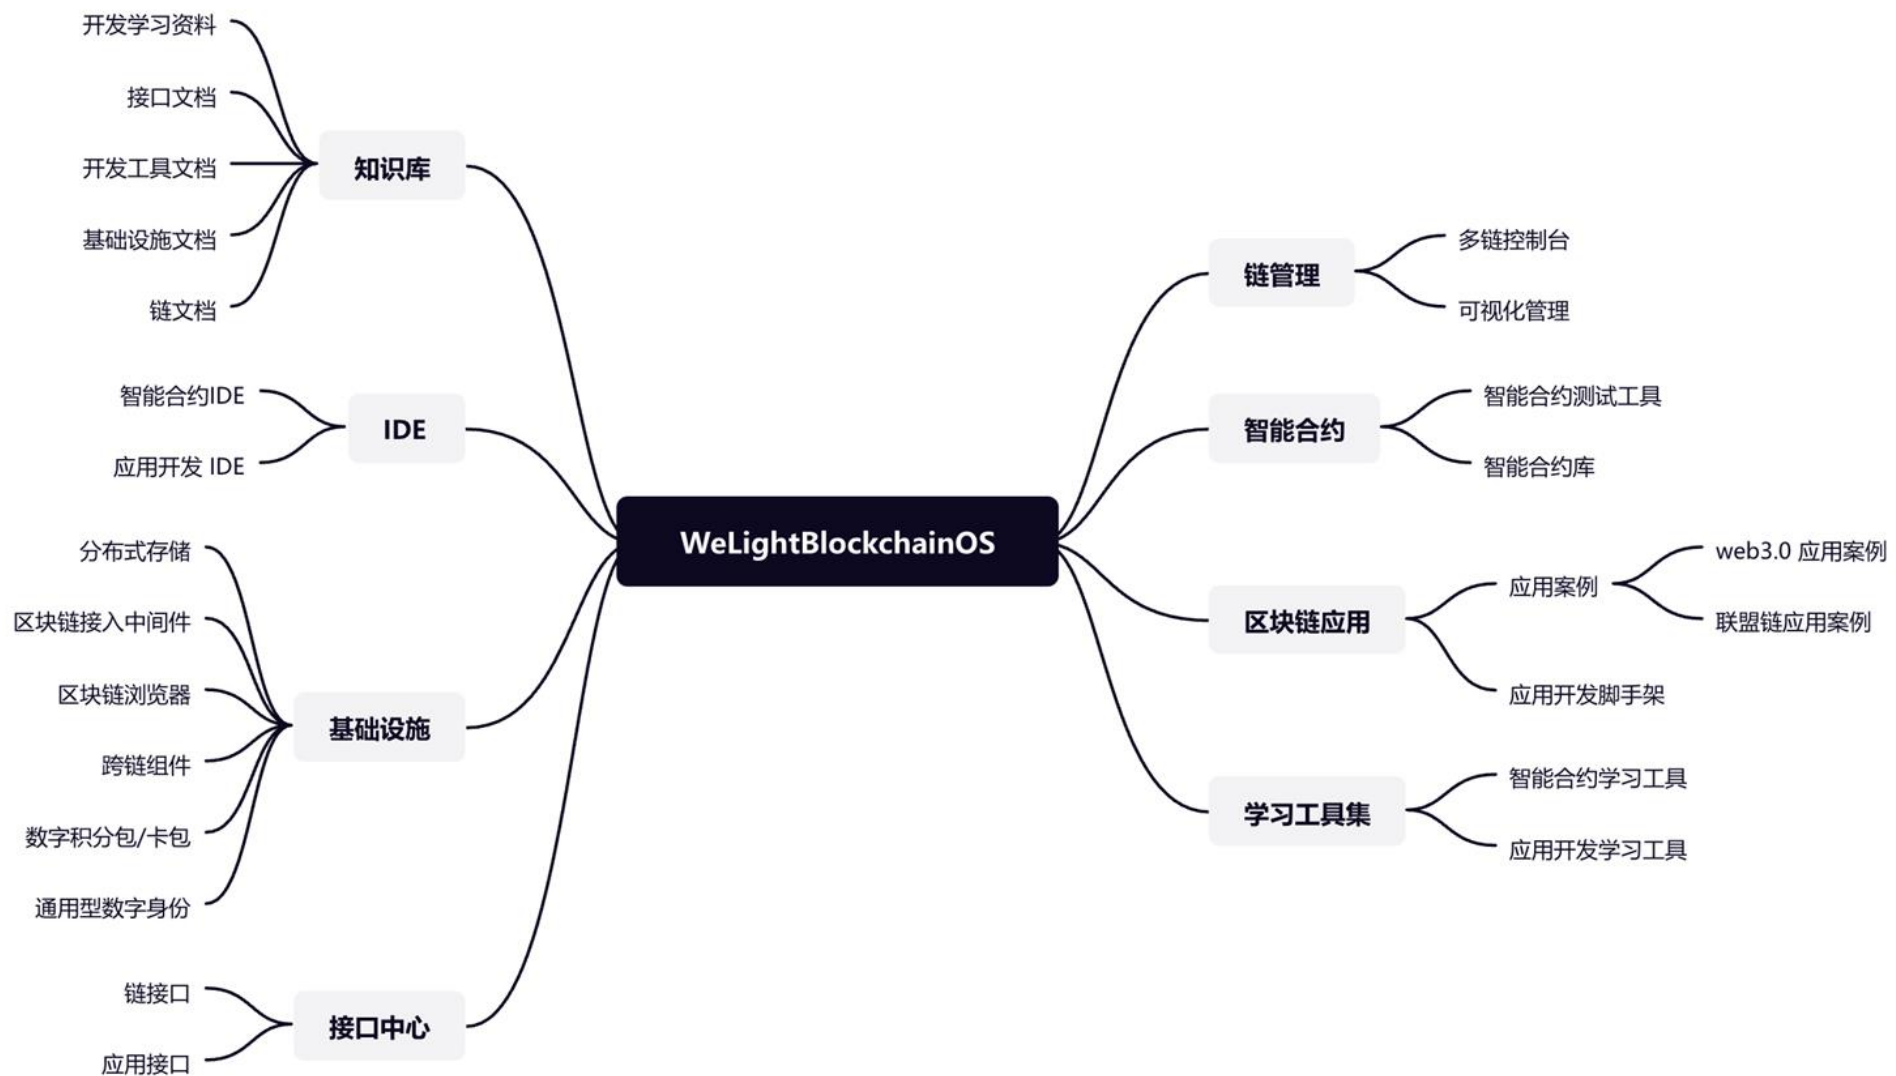 开发学习资料
接口文档
开发工具文档
基础设施文档
链文档
知识库
智能合约IDE
应用开发 IDE
IDE
分布式存储
区块链接入中间件
区块链浏览器
跨链组件
数字积分包/卡包
通用型数字身份
基础设施
链接口
应用接口
接口中心
WeLightBlockchainOS
链管理
多链控制台
可视化管理
智能合约
智能合约测试工具
智能合约库
区块链应用
应用案例
web3.0 应用案例
联盟链应用案例
应用开发脚手架
学习工具集
智能合约学习工具
应用开发学习工具